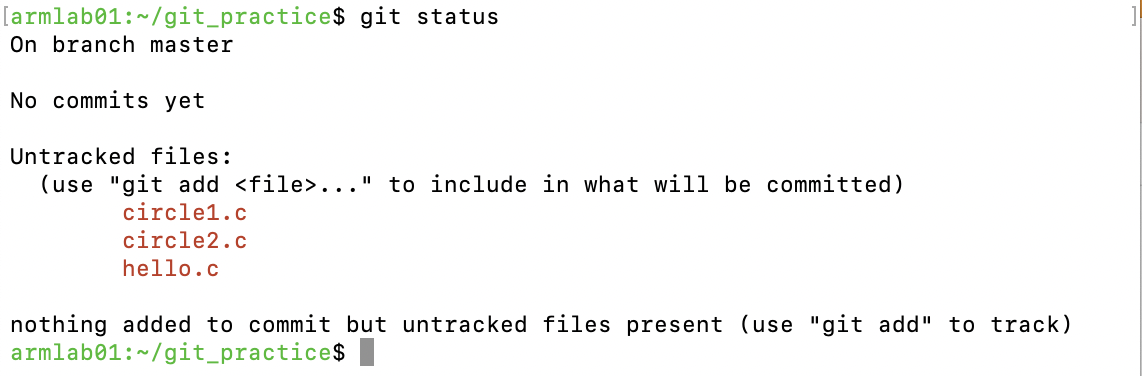 [armlab01:~/git_practice$ git status ]
On branch master
No commits yet
Untracked files:
(use "git add <file>..." to include in what will be committed)
circle1.c
circle2.c
hello.c
nothing added to commit but untracked files present (use "git add" to track)
armlab01:~/git_practice$